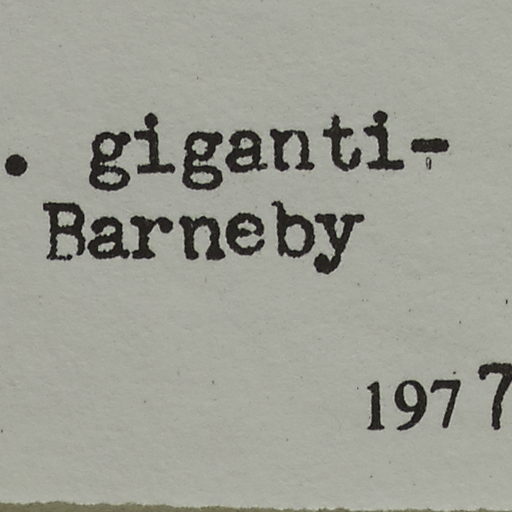 . giganti-
Barneby
1977